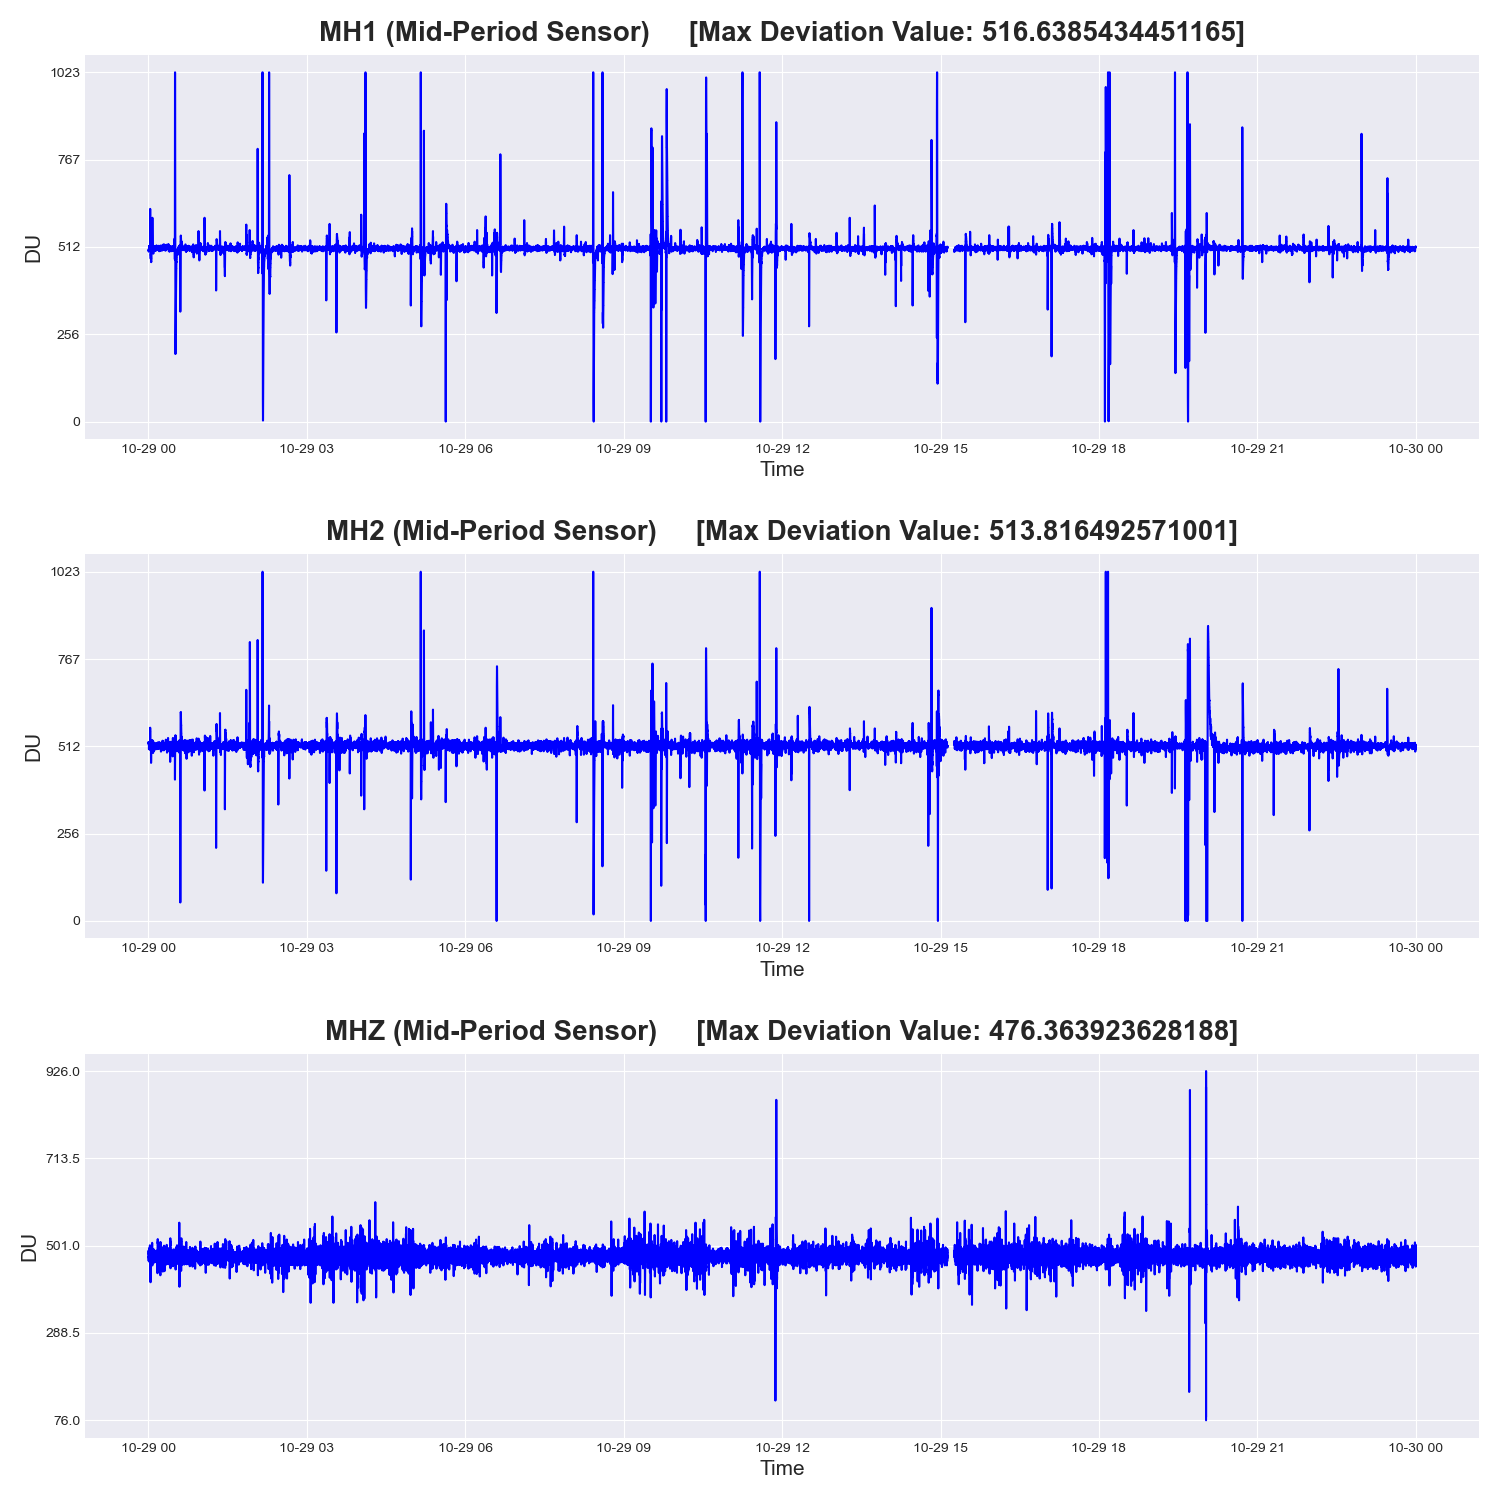 MH1 (Mid-Period Sensor) [Max Deviation Value: 516.6385434451165]
1023
767
512
256
0
DU
10-29 00 10-29 03 10-29 06 10-29 09 10-29 12 10-29 15 10-29 18 10-29 21 10-30 00
Time
MH2 (Mid-Period Sensor) [Max Deviation Value: 513.816492571001]
1023
767
512
256
0
DU
10-29 00 10-29 03 10-29 06 10-29 09 10-29 12 10-29 15 10-29 18 10-29 21 10-30 00
Time
MHZ (Mid-Period Sensor) [Max Deviation Value: 476.363923628188]
926.0
713.5
501.0
288.5
76.0
DU
10-29 00 10-29 03 10-29 06 10-29 09 10-29 12 10-29 15 10-29 18 10-29 21 10-30 00
Time